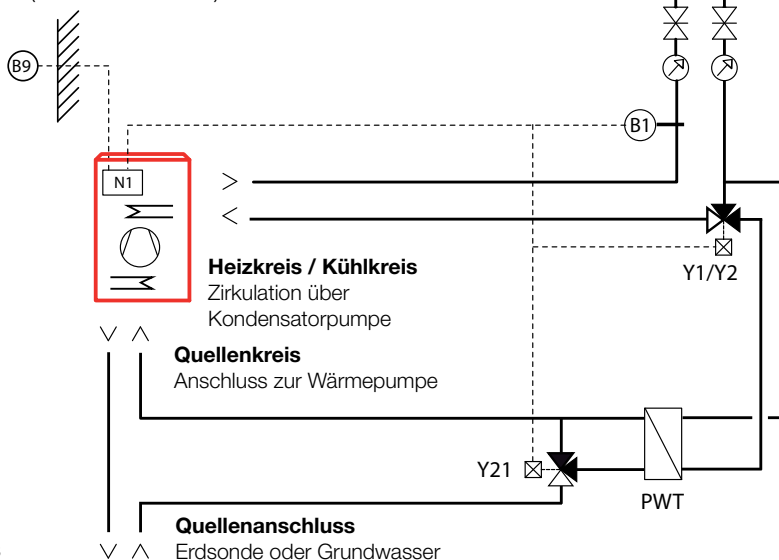 B9
B1
N1
Heizkreis / Kühlkreis
Zirkulation über
Kondensatorpumpe
Y1/Y2
Quellenkreis
Anschluss zur Wärmepumpe
Y21
PWT
Quellenanschluss
Erdsonde oder Grundwasser